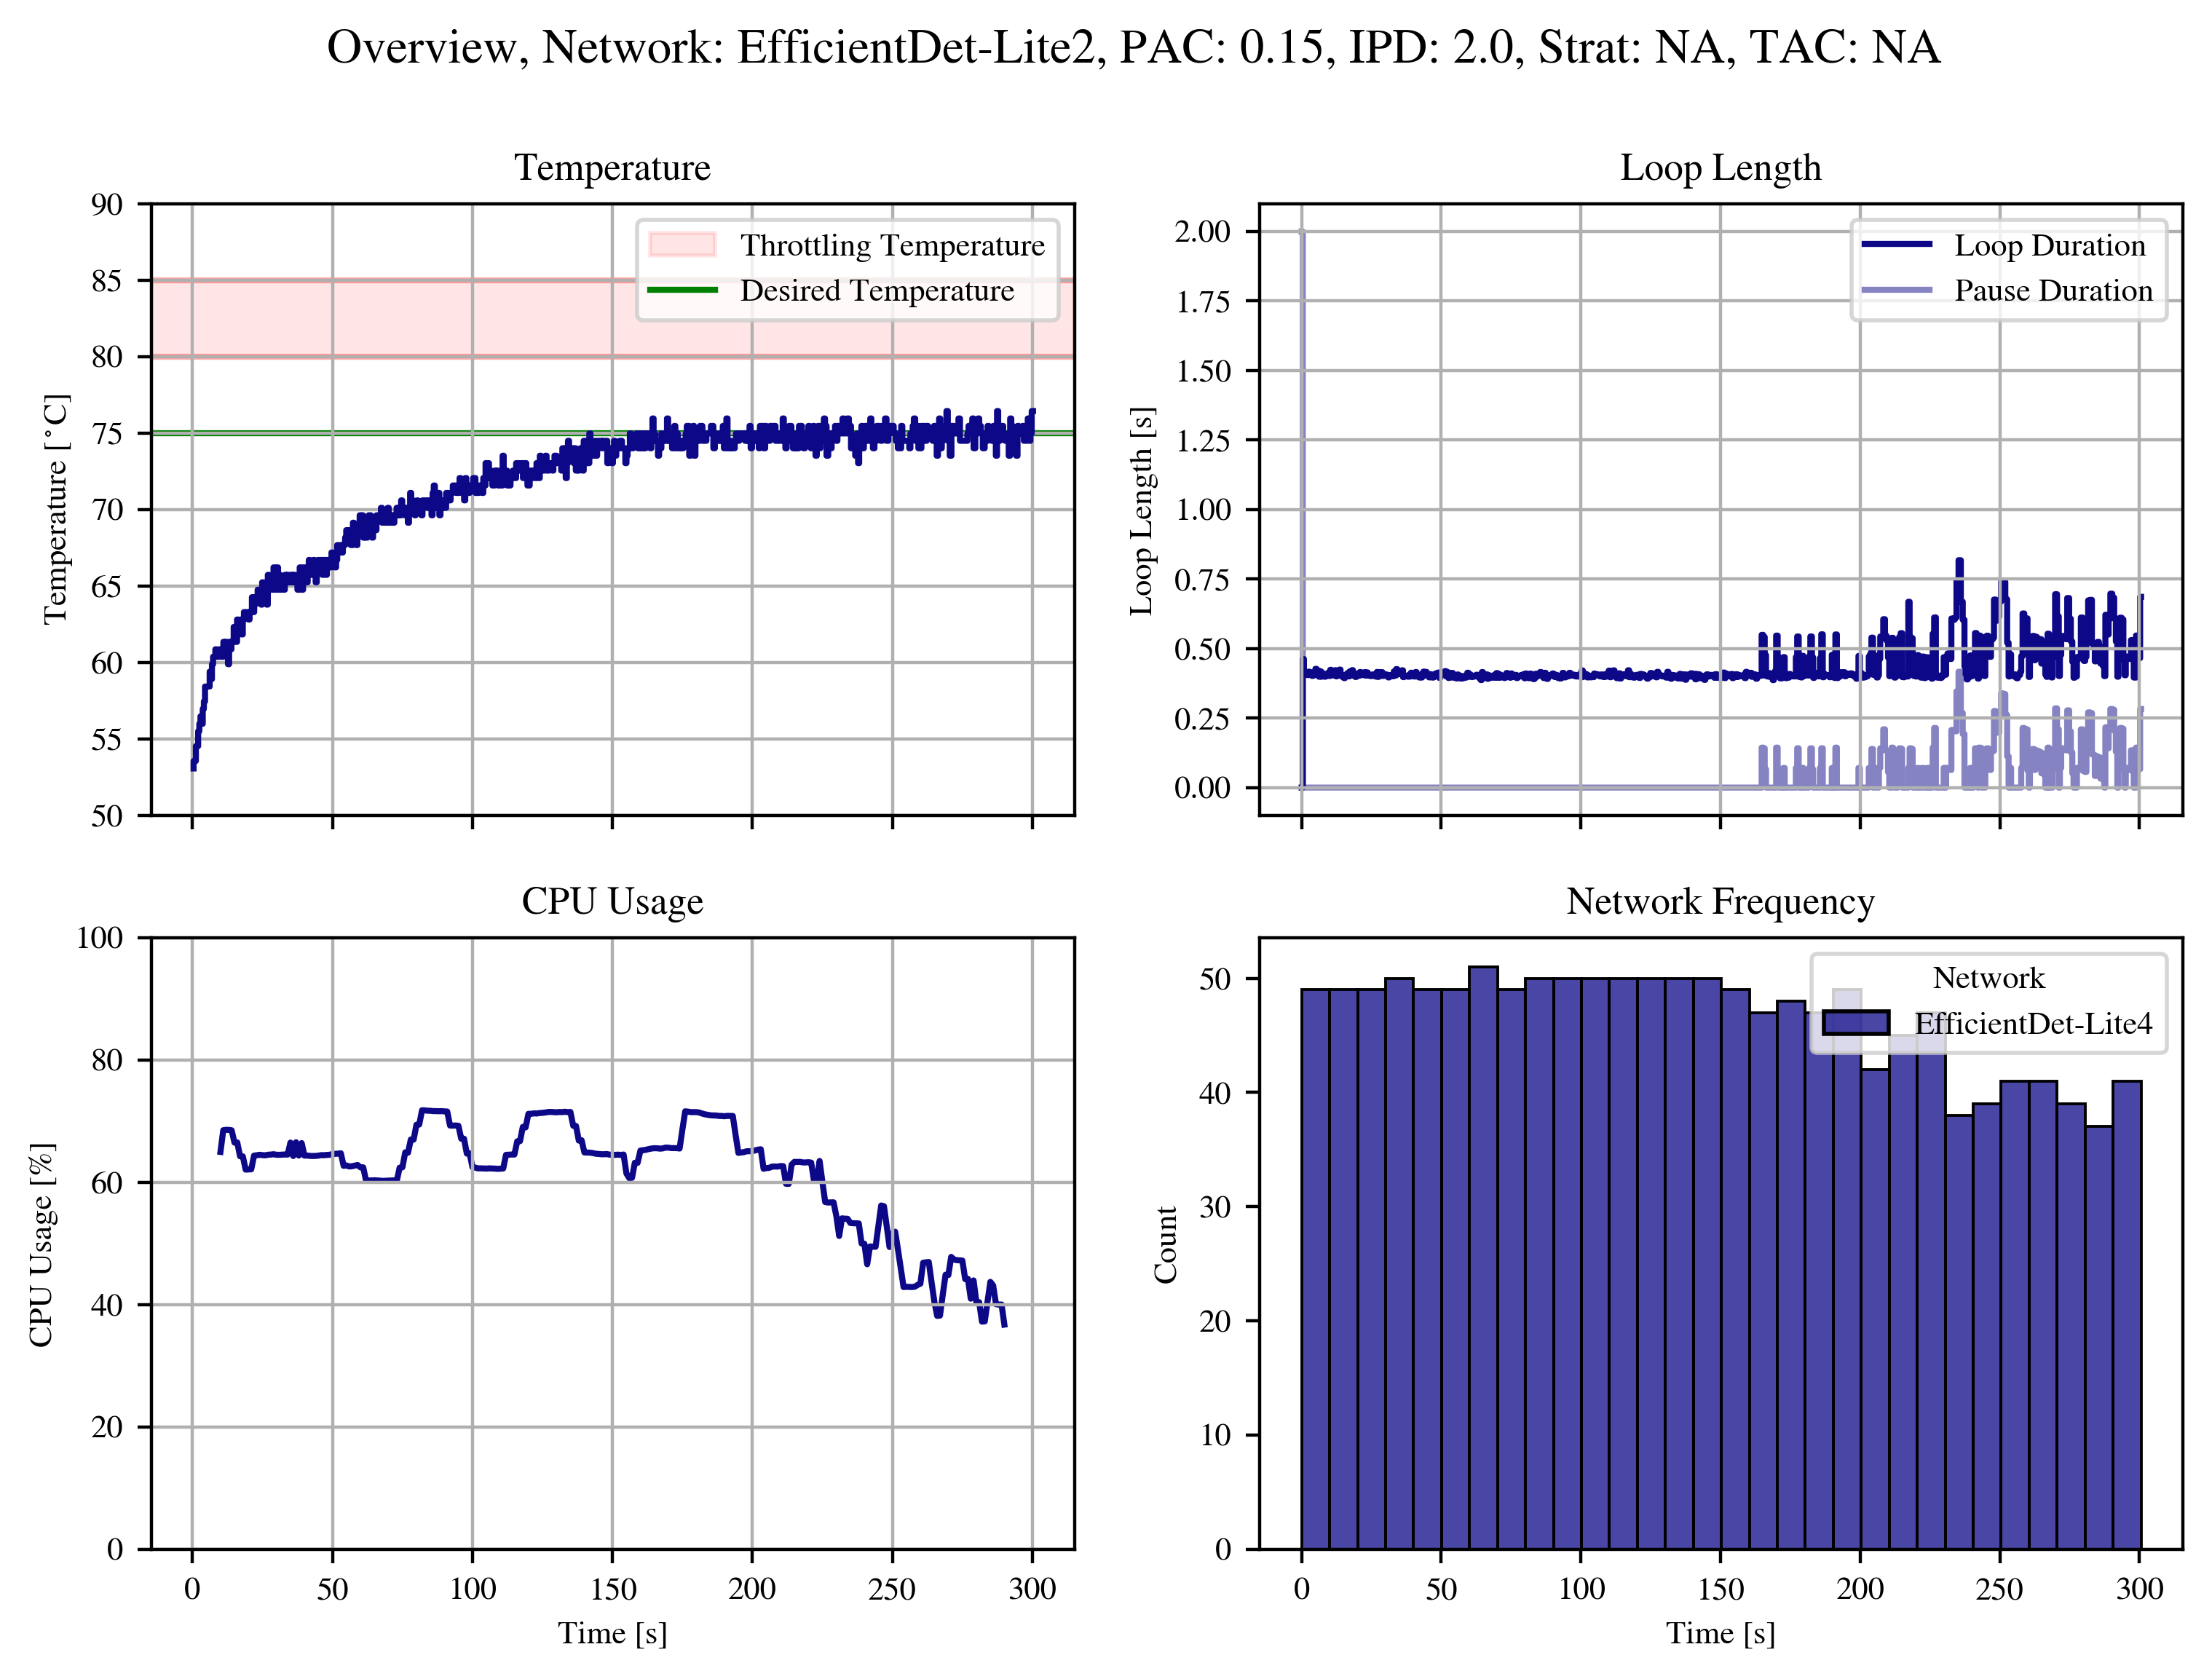 Overview, Network: EfficientDet-Lite2, PAC: 0.15, IPD: 2.0, Strat: NA, TAC: NA
Temperature
90
85
80
75
70
65
60
55
50
Temperature [°C]
Throttling Temperature
Desired Temperature
Loop Length
2.00
1.75
1.50
1.25
1.00
0.75
0.50
0.25
0.00
Loop Length [s]
Loop Duration
Pause Duration
CPU Usage
100
80
60
40
20
0
CPU Usage [%]
0 50 100 150 200 250 300
Time [s]
Network Frequency
50
40
30
20
10
0
Count
Network
EfficientDet-Lite4
0 50 100 150 200 250 300
Time [s]